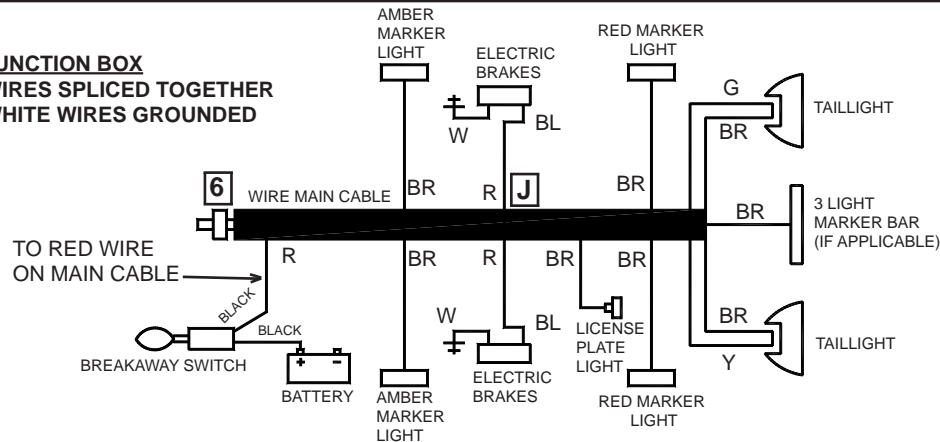 AMBER
MARKER
LIGHT
ELECTRIC
BRAKES
RED MARKER
LIGHT
UNCTION BOX
IRES SPLICED TOGETHER
HITE WIRES GROUNDED
G
TAILLIGHT
W
BL
BR
6
WIRE MAIN CABLE
BR
R
J
BR
BR
3 LIGHT
MARKER BAR
(IF APPLICABLE)
TO RED WIRE
ON MAIN CABLE
R
BR
R
BR
BR
BLACK
BLACK
W
BL
LICENSE
PLATE
LIGHT
BR
TAILLIGHT
Y
BREAKAWAY SWITCH
+ -
BATTERY
AMBER
MARKER
LIGHT
ELECTRIC
BRAKES
RED MARKER
LIGHT